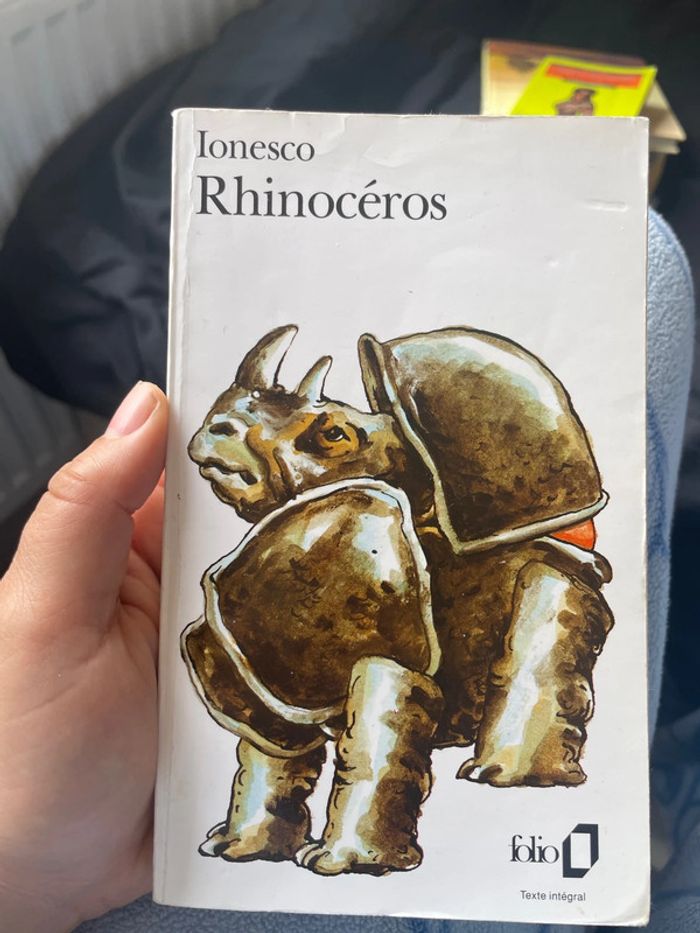 Ionesco
Rhinocéros
folio
Texte intégral